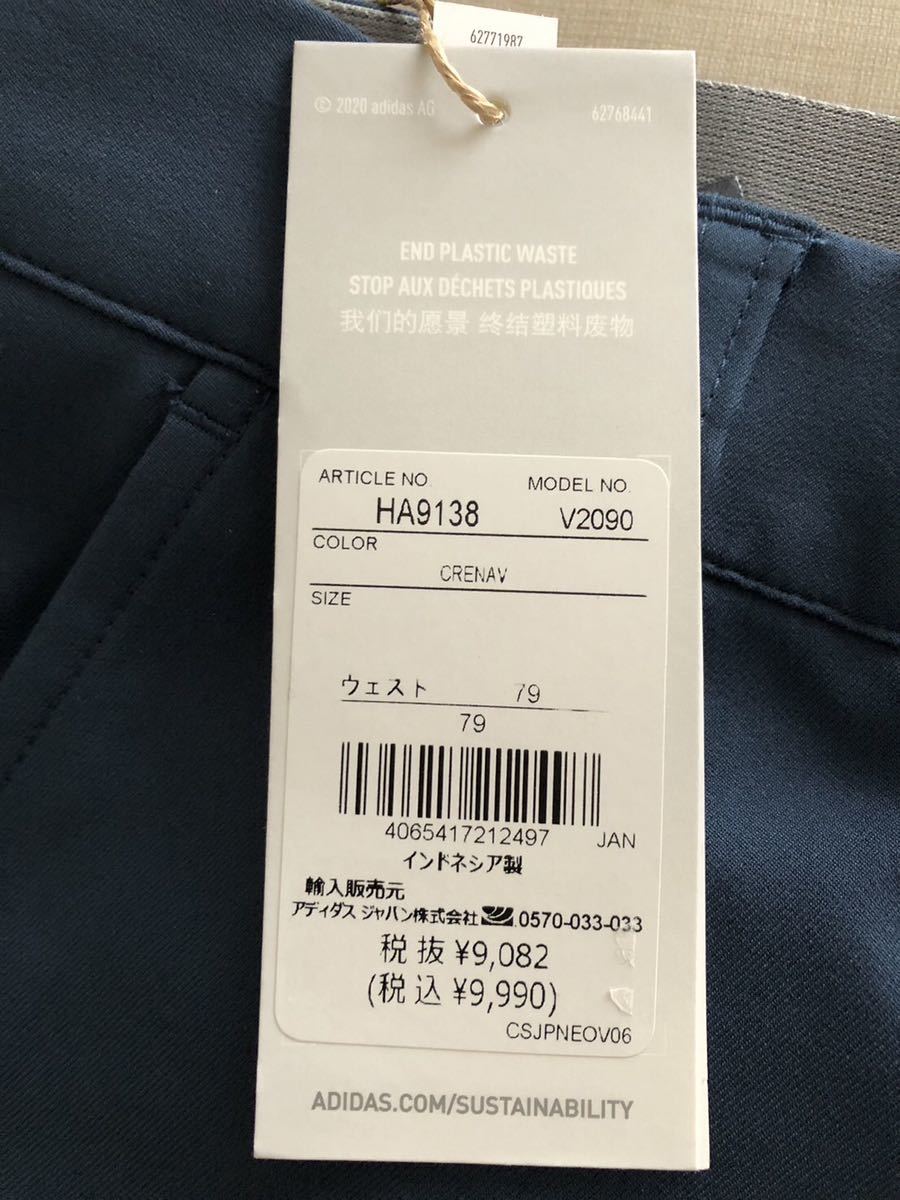 62771987
© 2020 adidas AG 62768441
END PLASTIC WASTE
STOP AUX DÉCHETS PLASTIQUES
我们的愿景 终结塑料废物
ARTICLE NO. MODEL NO.
HA9138 V2090
COLOR
CRENAV
SIZE
ウェスト 79
79
4065417212497 JAN
インドネシア製
輸入販売元
アディダス ジャパン株式会社 0570-033-033
税抜 ¥9,082
(税込 ¥9,990)
CSJPNEOV06
ADIDAS.COM/SUSTAINABILITY